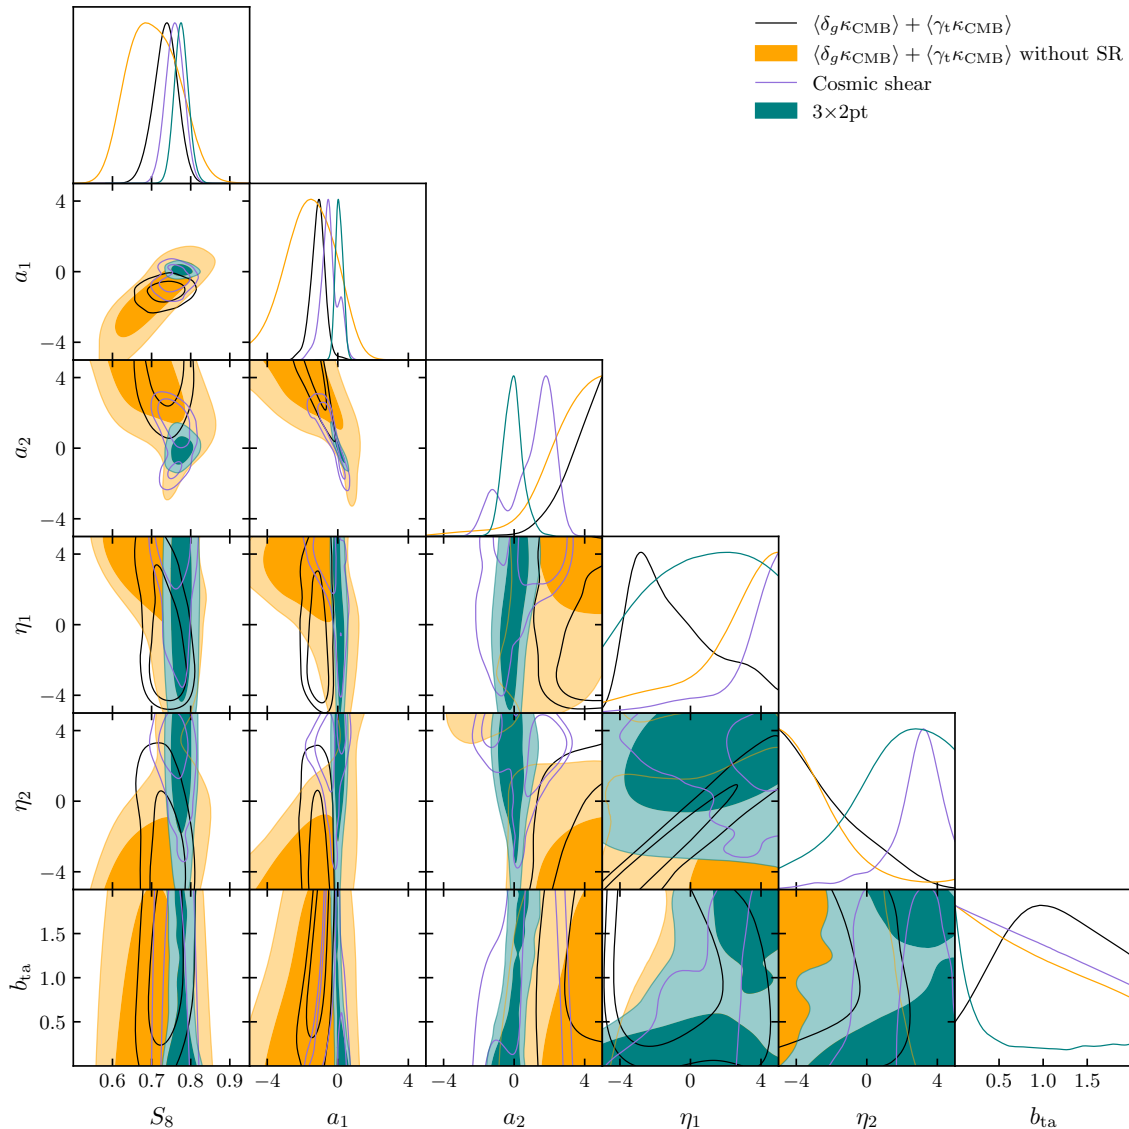 ⟨δ_g κ_CMB⟩ + ⟨γ_t κ_CMB⟩
⟨δ_g κ_CMB⟩ + ⟨γ_t κ_CMB⟩ without SR
Cosmic shear
3×2pt
4
0
−4
a_1
4
0
−4
a_2
4
0
−4
η_1
4
0
−4
η_2
1.5
1.0
0.5
b_ta
0.6 0.7 0.8 0.9 −4 0 4 −4 0 4 −4 0 4 −4 0 4 0.5 1.0 1.5
S_8 a_1 a_2 η_1 η_2 b_ta